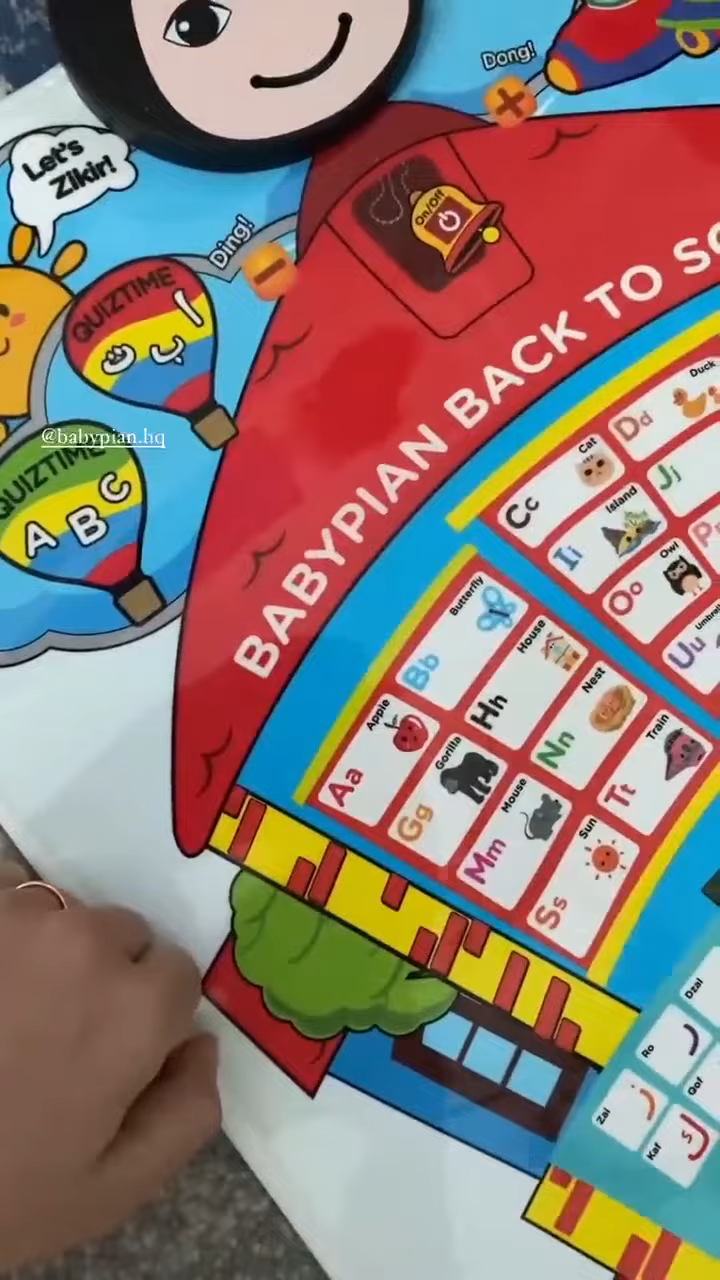 Dong!
+
Let's
Zikir!
On/Off
Ding!
-
QUIZTIME
ا ب ت
@babypian.hq
QUIZTIME
A B C
BABYPIAN BACK TO
Aa Apple
Bb Butterfly
Cc Cat
Dd Duck
Gg Gorilla
Hh House
Ii Island
Jj
Mm Mouse
Nn Nest
Oo Owl
Ss Sun
Tt Train
Uu
Dzal
Ro ر
Zai ز
Qof
Kaf ك